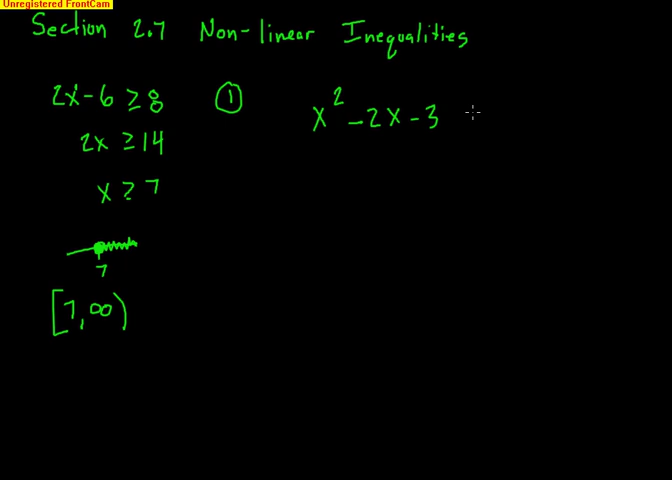 Unregistered FrontCam
Section 2.7 Non-linear Inequalities
2x - 6 ≥ 8
2x ≥ 14
x ≥ 7
7
[7, ∞)
① x² - 2x - 3